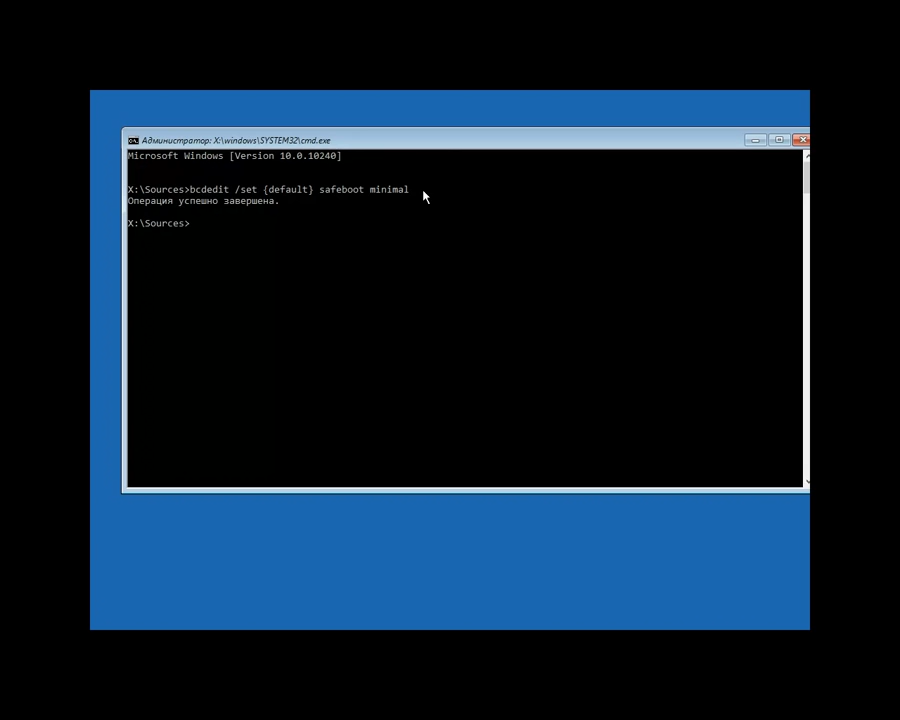 Администратор: X:\windows\SYSTEM32\cmd.exe
Microsoft Windows [Version 10.0.10240]
X:\Sources>bcdedit /set {default} safeboot minimal
Операция успешно завершена.
X:\Sources>